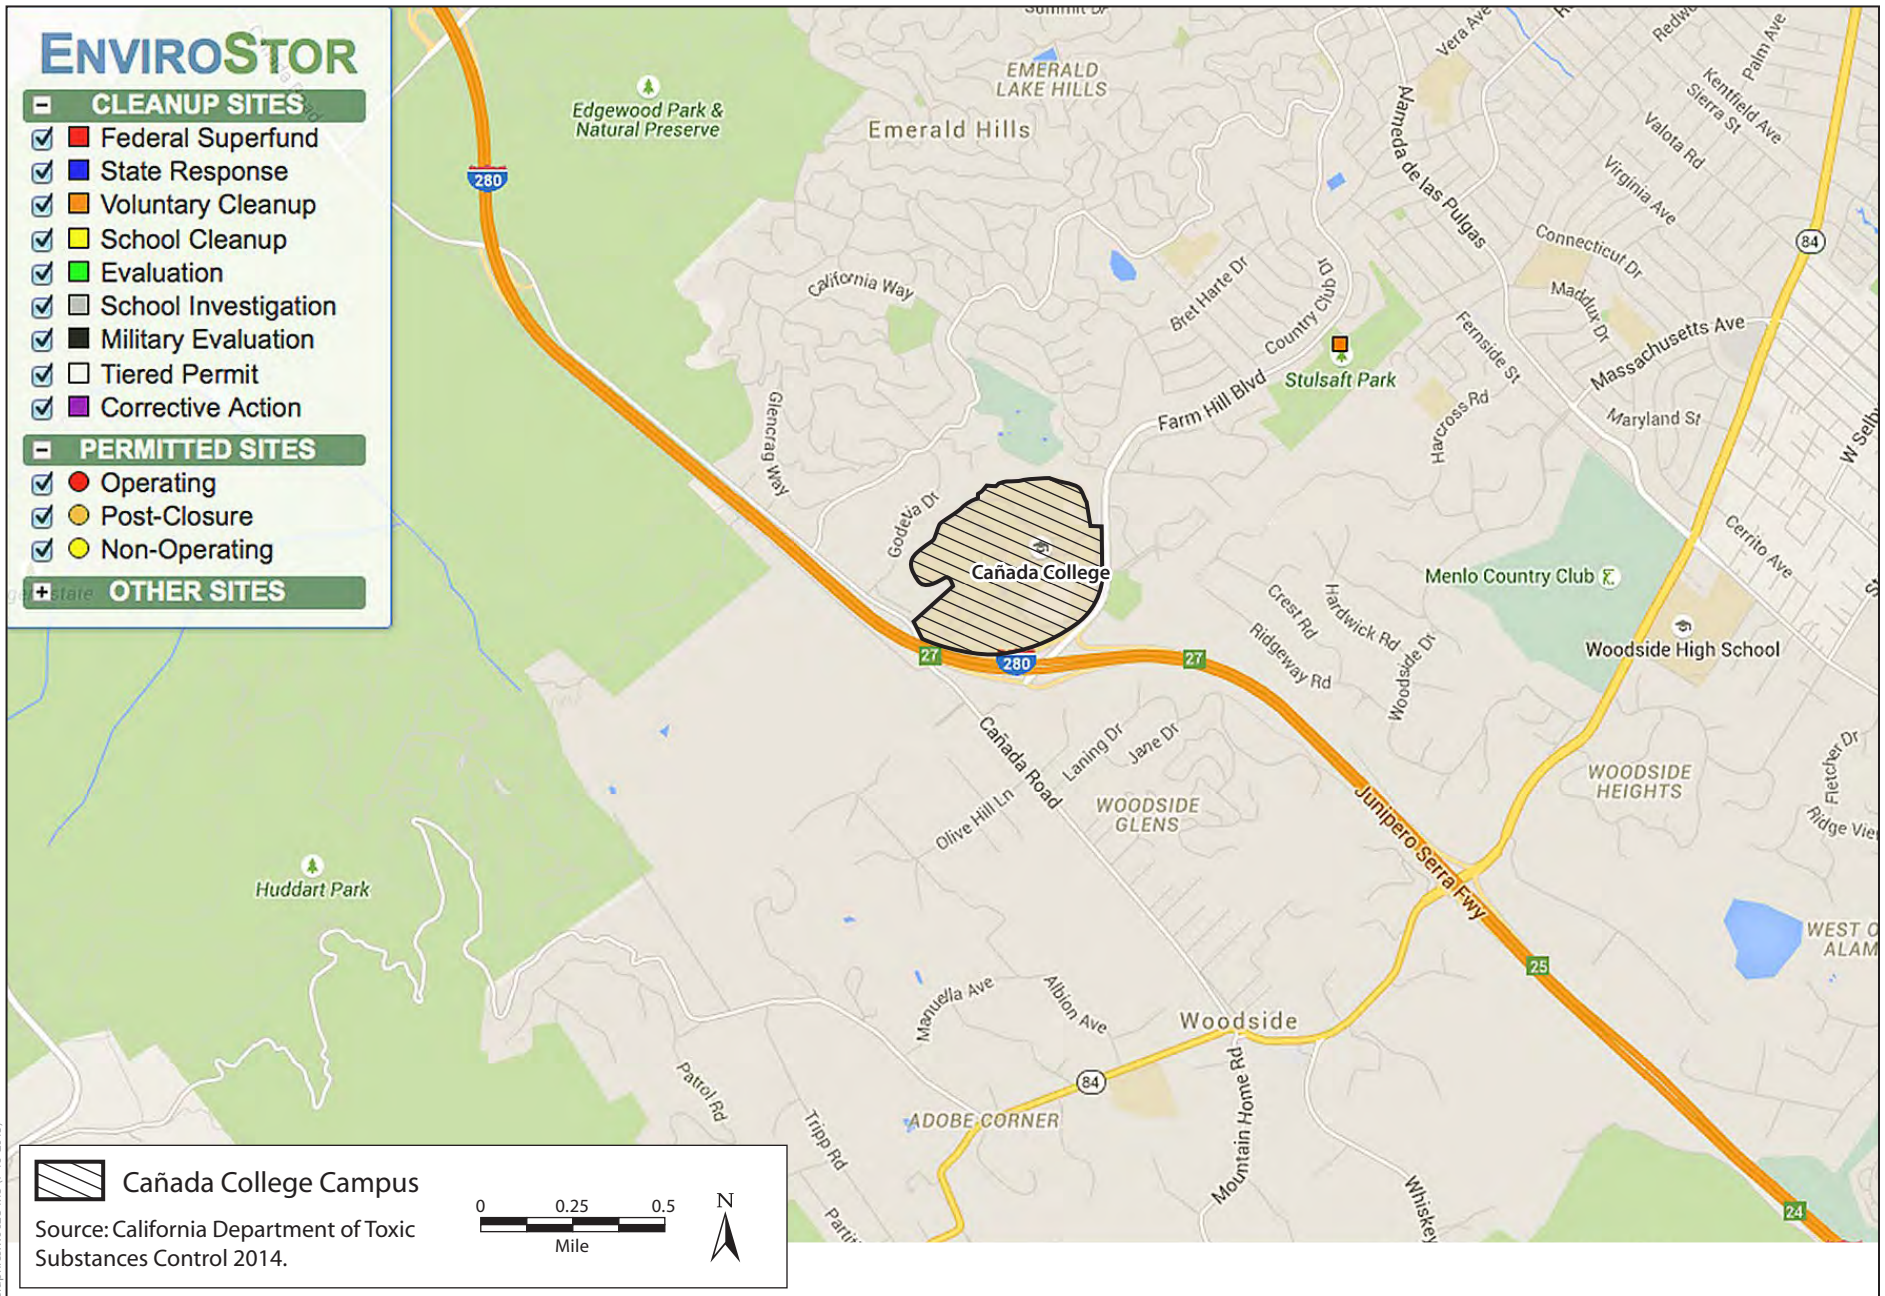 ENVIROSTOR
CLEANUP SITES
Federal Superfund
State Response
Voluntary Cleanup
School Cleanup
Evaluation
School Investigation
Military Evaluation
Tiered Permit
Corrective Action
PERMITTED SITES
Operating
Post-Closure
Non-Operating
OTHER SITES
280
Edgewood Park &
Natural Preserve
EMERALD
LAKE HILLS
Emerald Hills
Vera Ave
Palm Ave
Kentfield Ave
Sierra St
Valota Rd
Virginia Ave
Alameda de las Pulgas
84
Connecticut Dr
California Way
Bret Harte Dr
Country Club Dr
Maddux Dr
Massachusetts Ave
Fernside St
Stulsaft Park
Farm Hill Blvd
Harcross Rd
Maryland St
Glencrag Way
Godeva Dr
Cañada College
Cerrito Ave
Menlo Country Club
Crest Rd
Hardwick Rd
Ridgeway Rd
Woodside Dr
Woodside High School
27
280
27
Cañada Road
Laning Dr
Jane Dr
Olive Hill Ln
WOODSIDE
GLENS
WOODSIDE
HEIGHTS
Fletcher Dr
Junipero Serra Fwy
Huddart Park
25
Manuella Ave
Albion Ave
Woodside
84
Mountain Home Rd
Patrol Rd
Tripp Rd
ADOBE CORNER
Whiskey
24
Cañada College Campus
Source: California Department of Toxic
Substances Control 2014.
0 0.25 0.5
Mile
N